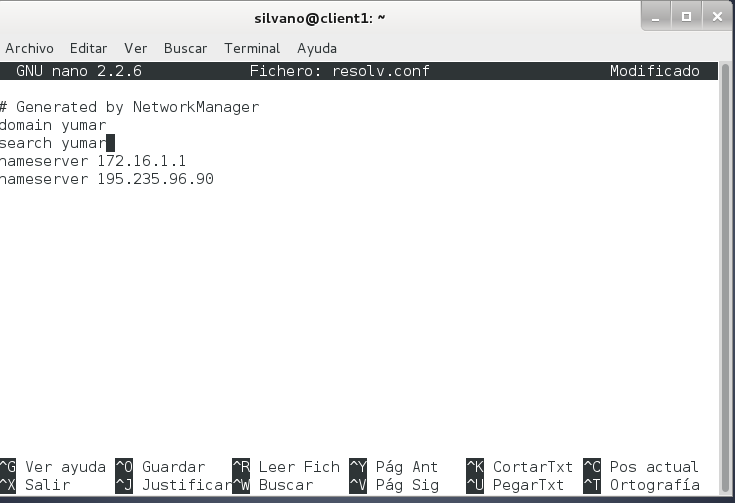 silvano@client1: ~
Archivo Editar Ver Buscar Terminal Ayuda
GNU nano 2.2.6 Fichero: resolv.conf Modificado
# Generated by NetworkManager
domain yumar
search yumar
nameserver 172.16.1.1
nameserver 195.235.96.90
^G Ver ayuda ^O Guardar ^R Leer Fich ^Y Pág Ant ^K CortarTxt ^C Pos actual
^X Salir ^J Justificar ^W Buscar ^V Pág Sig ^U PegarTxt ^T Ortografía